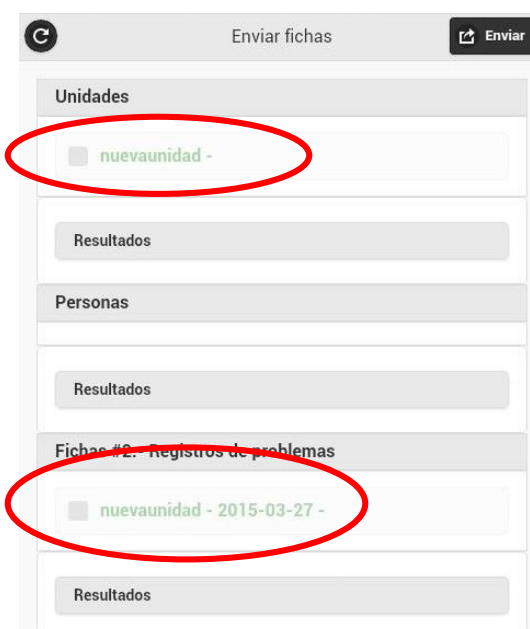 Enviar fichas
Enviar
Unidades
nuevaunidad -
Resultados
Personas
Resultados
Fichas #2.- Registros de problemas
nuevaunidad - 2015-03-27 -
Resultados